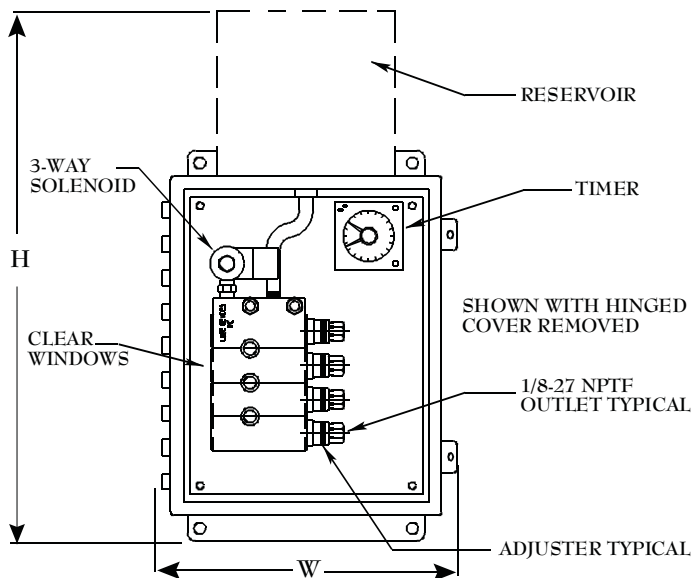 RESERVOIR
3-WAY
SOLENOID
TIMER
H
SHOWN WITH HINGED
COVER REMOVED
CLEAR
WINDOWS
1/8-27 NPTF
OUTLET TYPICAL
ADJUSTER TYPICAL
W